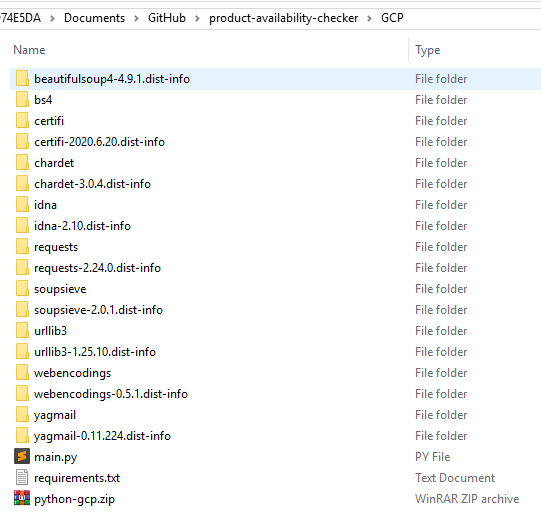 74E5DA > Documents > GitHub > product-availability-checker > GCP
Name Type
beautifulsoup4-4.9.1.dist-info File folder
bs4 File folder
certifi File folder
certifi-2020.6.20.dist-info File folder
chardet File folder
chardet-3.0.4.dist-info File folder
idna File folder
idna-2.10.dist-info File folder
requests File folder
requests-2.24.0.dist-info File folder
soupsieve File folder
soupsieve-2.0.1.dist-info File folder
urllib3 File folder
urllib3-1.25.10.dist-info File folder
webencodings File folder
webencodings-0.5.1.dist-info File folder
yagmail File folder
yagmail-0.11.224.dist-info File folder
main.py PY File
requirements.txt Text Document
python-gcp.zip WinRAR ZIP archive